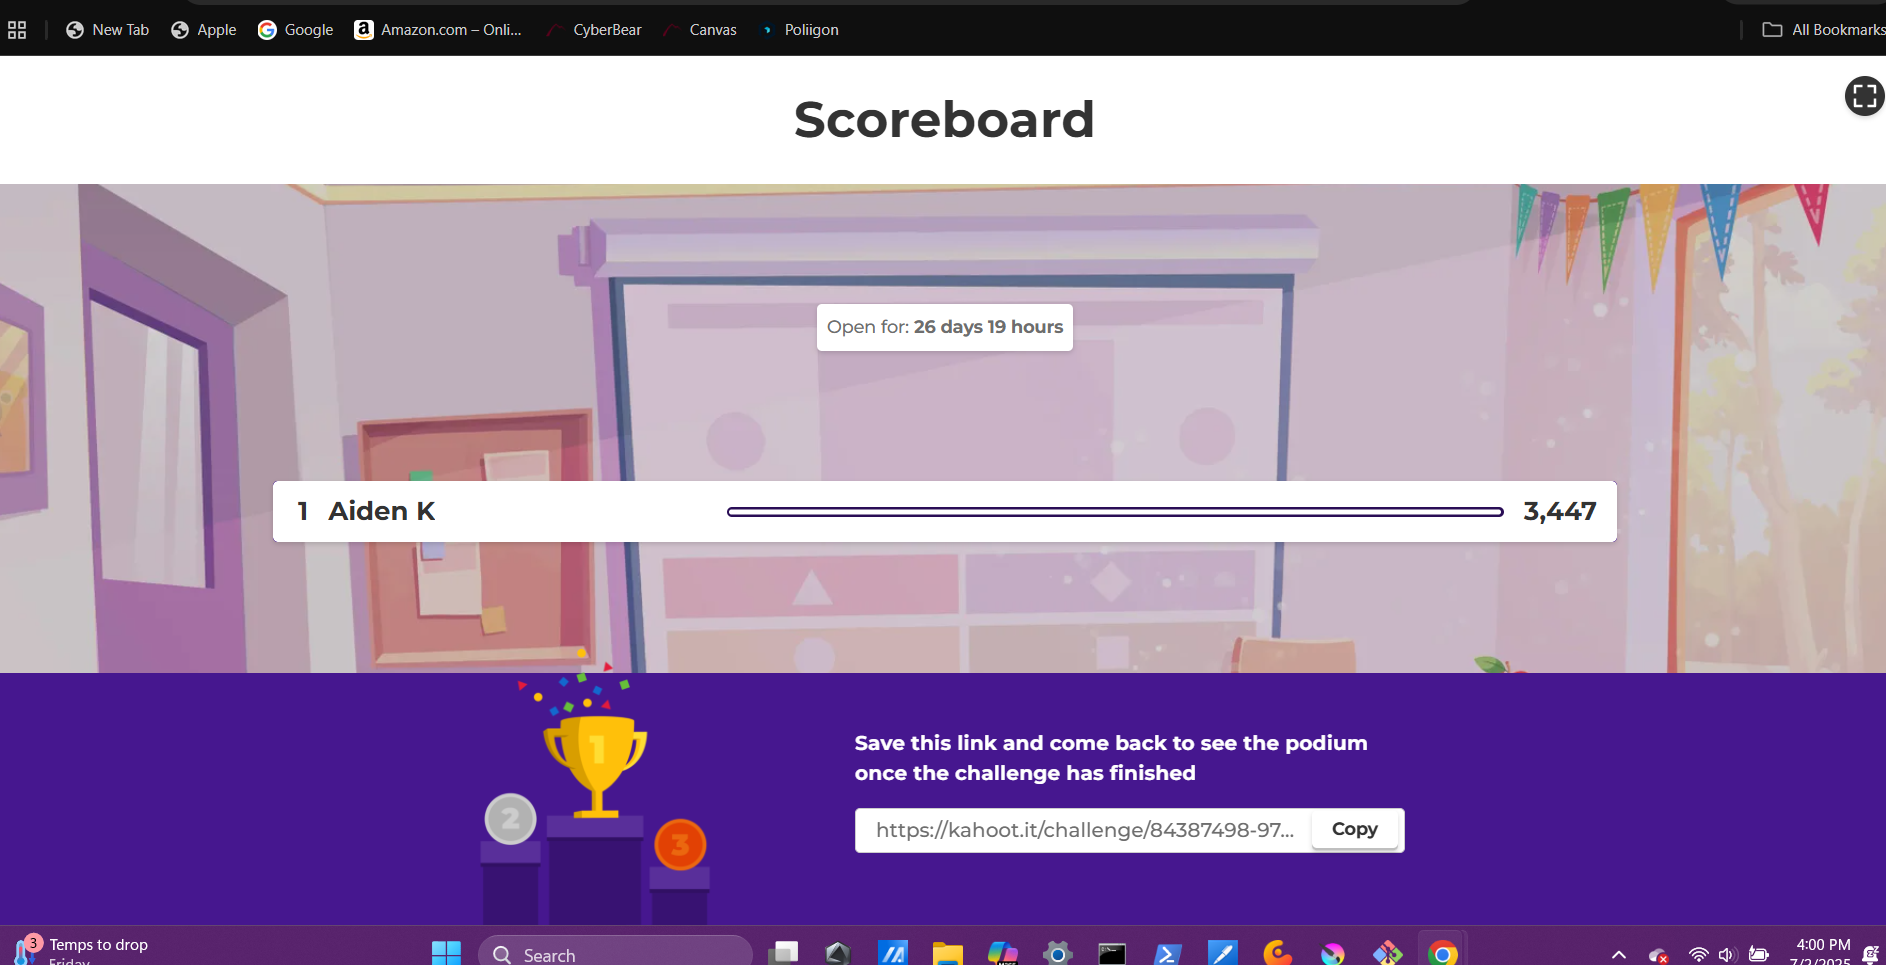 New Tab Apple Google Amazon.com – Onli... CyberBear Canvas Poliigon All Bookmarks
Scoreboard
Open for: 26 days 19 hours
1 Aiden K 3,447
1
2
3
Save this link and come back to see the podium
once the challenge has finished
https://kahoot.it/challenge/84387498-97... Copy
3 Temps to drop
Friday
Search
4:00 PM
7/2/2025